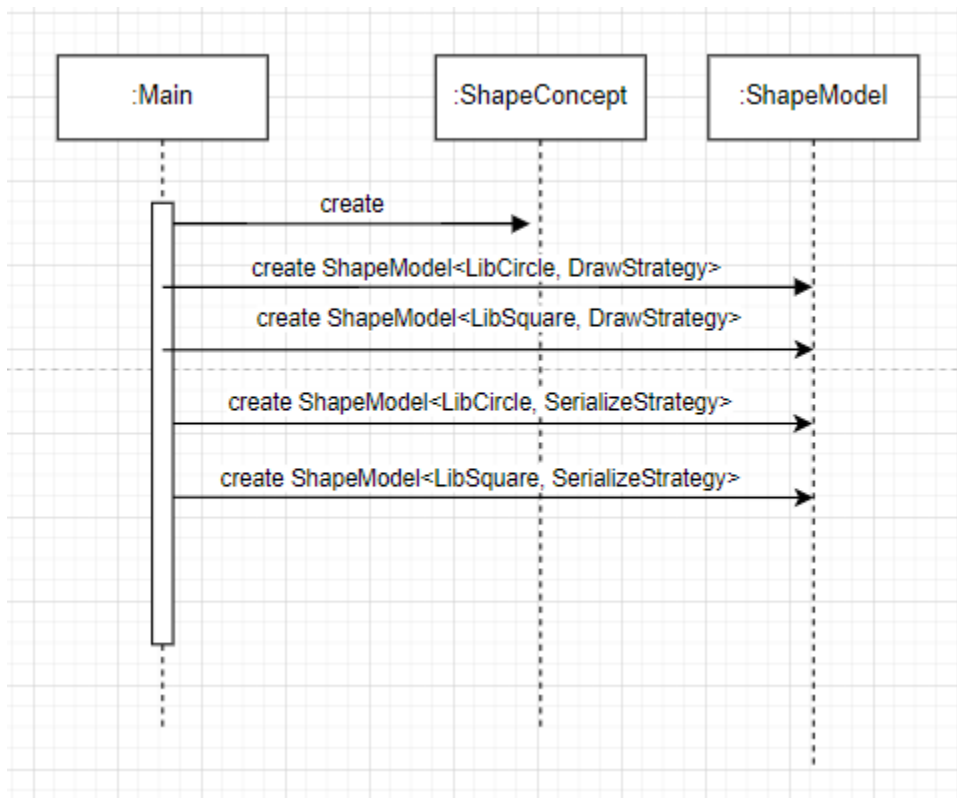 :Main
:ShapeConcept
:ShapeModel
create
create ShapeModel<LibCircle, DrawStrategy>
create ShapeModel<LibSquare, DrawStrategy>
create ShapeModel<LibCircle, SerializeStrategy>
create ShapeModel<LibSquare, SerializeStrategy>